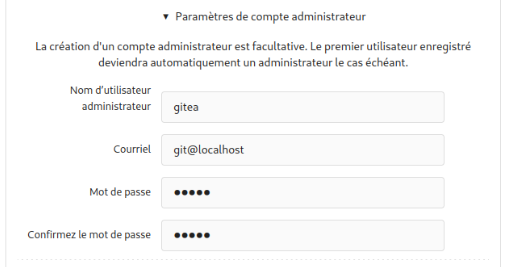 ▼ Paramètres de compte administrateur
La création d'un compte administrateur est facultative. Le premier utilisateur enregistré
deviendra automatiquement un administrateur le cas échéant.
Nom d'utilisateur
administrateur
gitea
Courriel
git@localhost
Mot de passe
●●●●●
Confirmez le mot de passe
●●●●●